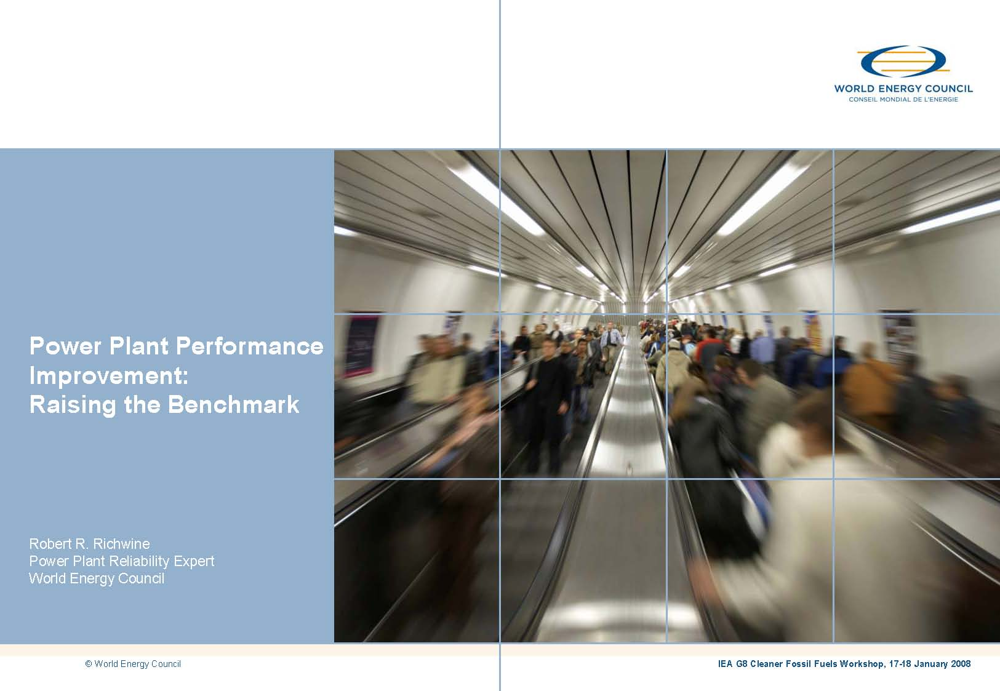 WORLD ENERGY COUNCIL
CONSEIL MONDIAL DE L'ENERGIE
Power Plant Performance
Improvement:
Raising the Benchmark
Robert R. Richwine
Power Plant Reliability Expert
World Energy Council
© World Energy Council
IEA G8 Cleaner Fossil Fuels Workshop, 17-18 January 2008